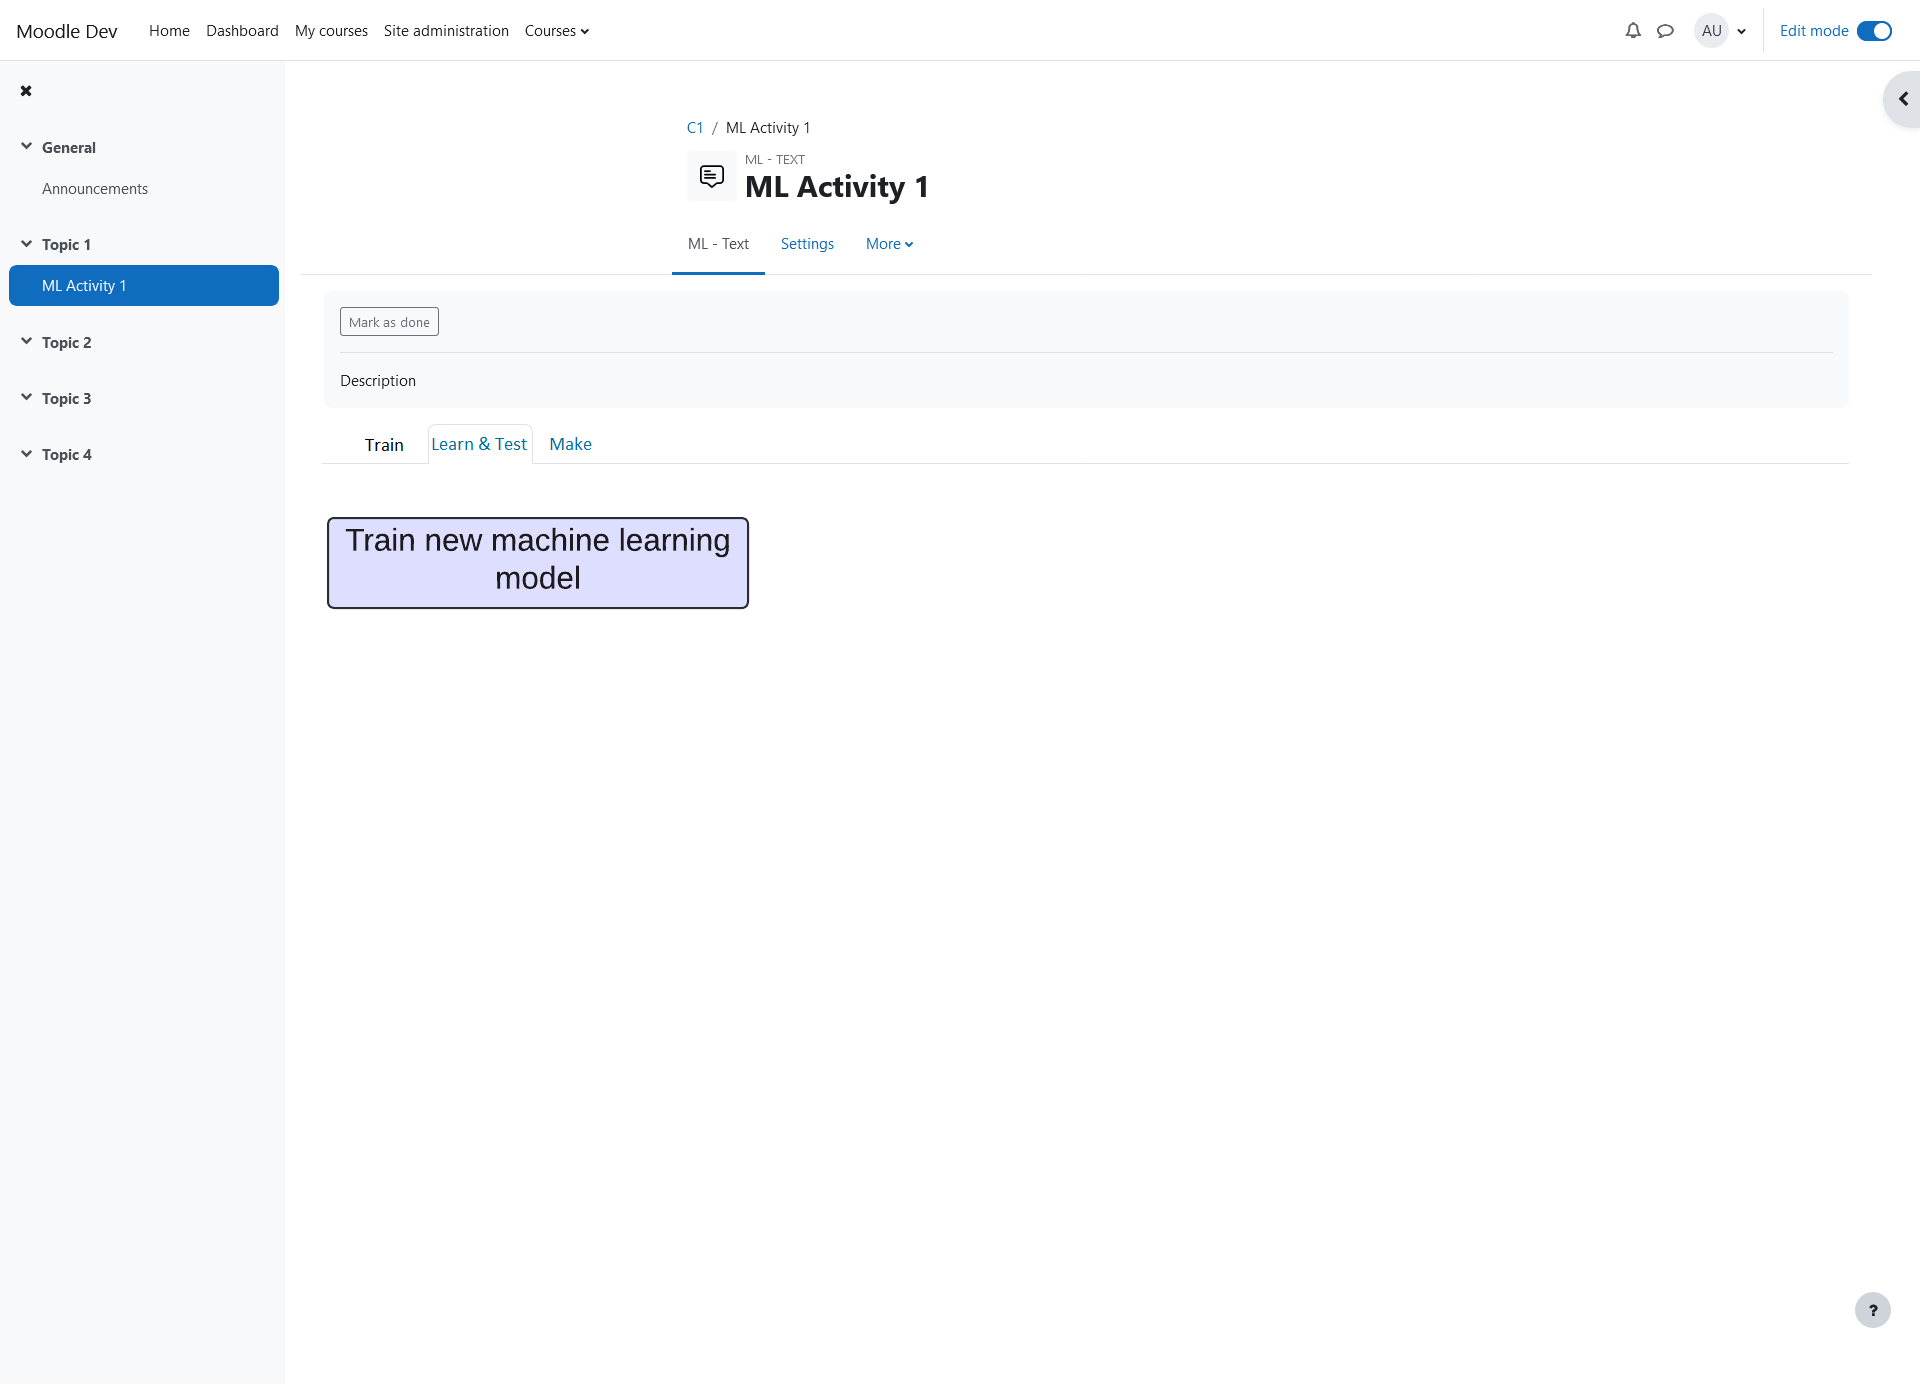 Moodle Dev Home Dashboard My courses Site administration Courses AU Edit mode
General
Announcements
Topic 1
ML Activity 1
Topic 2
Topic 3
Topic 4
C1 / ML Activity 1
ML - TEXT
ML Activity 1
ML - Text Settings More
Mark as done
Description
Train Learn & Test Make
Train new machine learning
model
?